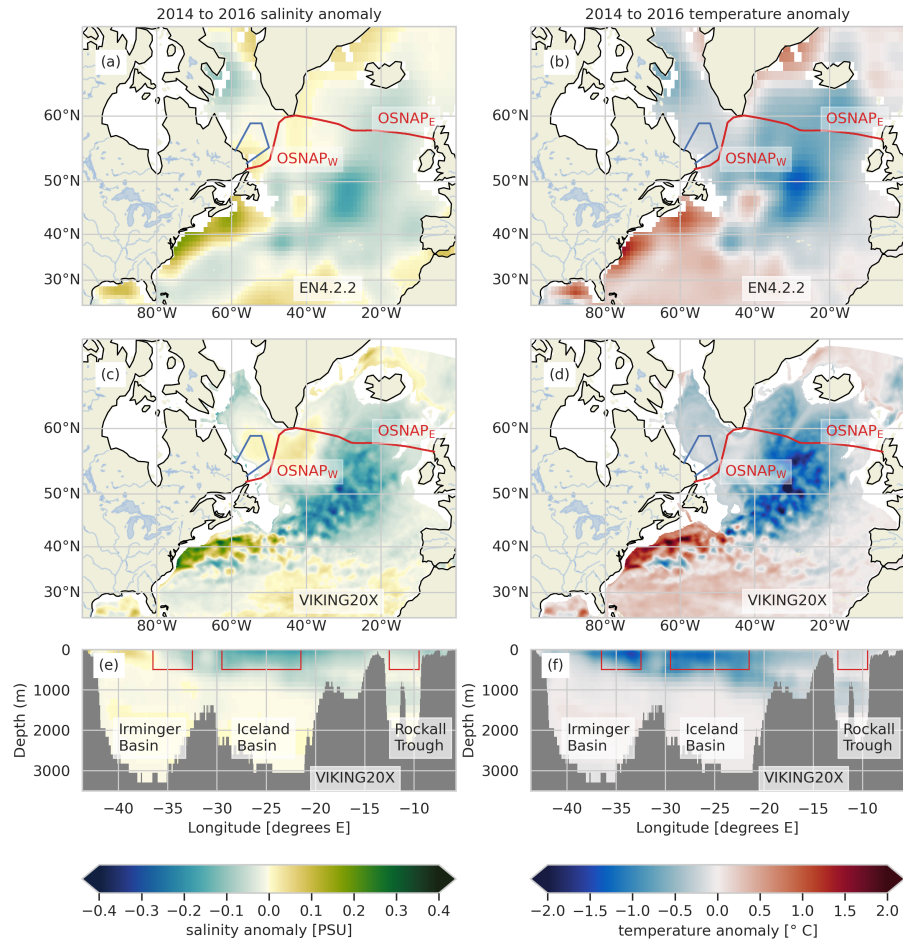 2014 to 2016 salinity anomaly
2014 to 2016 temperature anomaly
(a)
60°N
50°N
40°N
30°N
OSNAP_E
OSNAP_W
EN4.2.2
80°W 60°W 40°W 20°W
(b)
60°N
50°N
40°N
30°N
OSNAP_E
OSNAP_W
EN4.2.2
80°W 60°W 40°W 20°W
(c)
60°N
50°N
40°N
30°N
OSNAP_E
OSNAP_W
VIKING20X
80°W 60°W 40°W 20°W
(d)
60°N
50°N
40°N
30°N
OSNAP_E
OSNAP_W
VIKING20X
80°W 60°W 40°W 20°W
(e)
Depth (m)
0
1000
2000
3000
Irminger
Basin
Iceland
Basin
Rockall
Trough
VIKING20X
−40 −35 −30 −25 −20 −15 −10
Longitude [degrees E]
(f)
Depth (m)
0
1000
2000
3000
Irminger
Basin
Iceland
Basin
Rockall
Trough
VIKING20X
−40 −35 −30 −25 −20 −15 −10
Longitude [degrees E]
−0.4 −0.3 −0.2 −0.1 0.0 0.1 0.2 0.3 0.4
salinity anomaly [PSU]
−2.0 −1.5 −1.0 −0.5 0.0 0.5 1.0 1.5 2.0
temperature anomaly [° C]